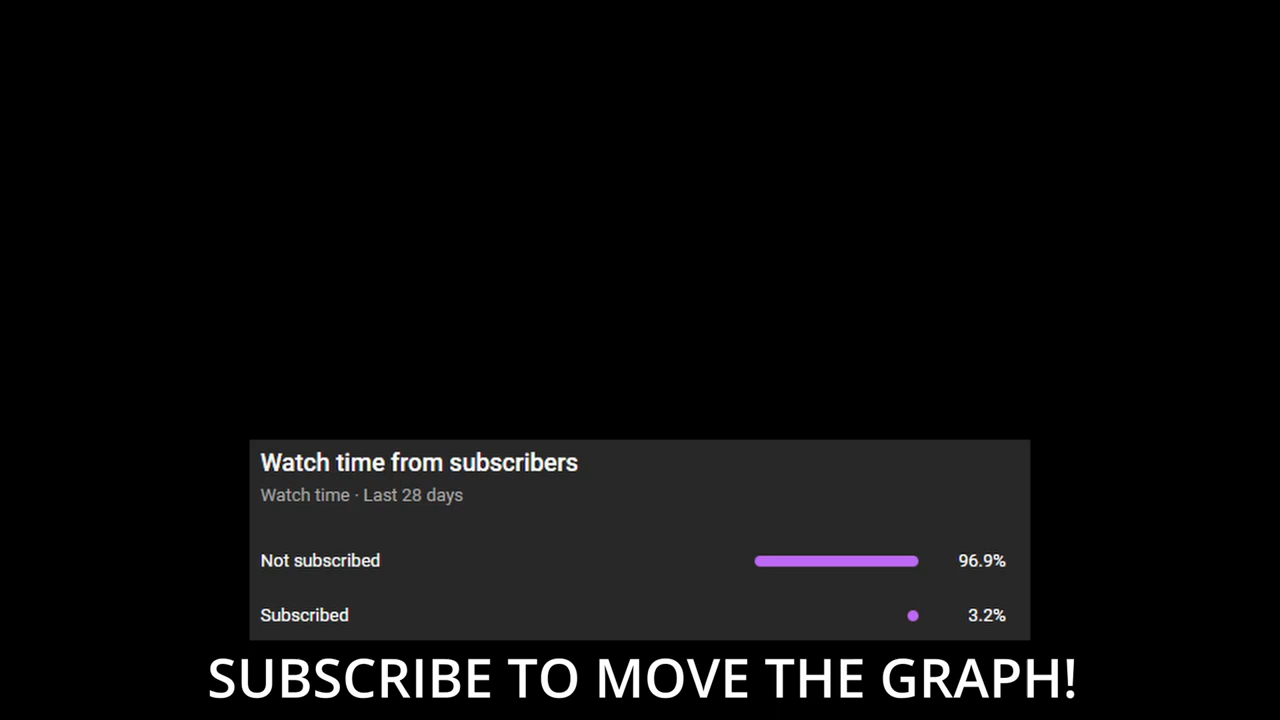 Watch time from subscribers
Watch time · Last 28 days
Not subscribed 96.9%
Subscribed 3.2%
SUBSCRIBE TO MOVE THE GRAPH!